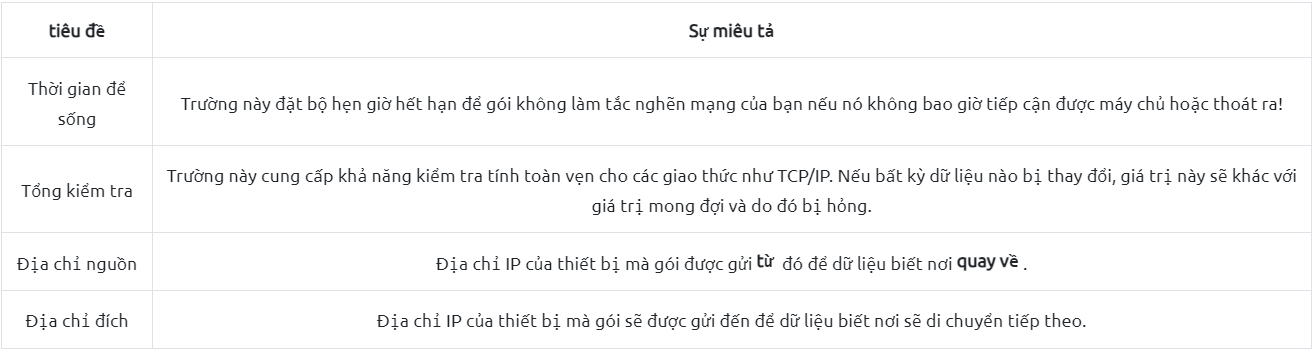 tiêu đề
Sự miêu tả
Thời gian để
sống
Trường này đặt bộ hẹn giờ hết hạn để gói không làm tắc nghẽn mạng của bạn nếu nó không bao giờ tiếp cận được máy chủ hoặc thoát ra!
Tổng kiểm tra
Trường này cung cấp khả năng kiểm tra tính toàn vẹn cho các giao thức như TCP/IP. Nếu bất kỳ dữ liệu nào bị thay đổi, giá trị này sẽ khác với
giá trị mong đợi và do đó bị hỏng.
Địa chỉ nguồn
Địa chỉ IP của thiết bị mà gói được gửi từ đó để dữ liệu biết nơi quay về .
Địa chỉ đích
Địa chỉ IP của thiết bị mà gói sẽ được gửi đến để dữ liệu biết nơi sẽ di chuyển tiếp theo.